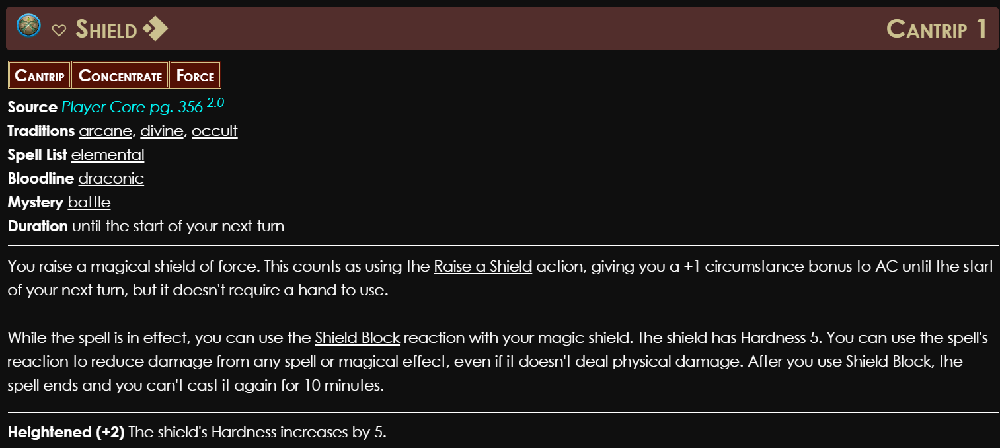 Shield
Cantrip 1
Cantrip Concentrate Force
Source Player Core pg. 356 2.0
Traditions arcane, divine, occult
Spell List elemental
Bloodline draconic
Mystery battle
Duration until the start of your next turn
You raise a magical shield of force. This counts as using the Raise a Shield action, giving you a +1 circumstance bonus to AC until the start
of your next turn, but it doesn't require a hand to use.
While the spell is in effect, you can use the Shield Block reaction with your magic shield. The shield has Hardness 5. You can use the spell's
reaction to reduce damage from any spell or magical effect, even if it doesn't deal physical damage. After you use Shield Block, the
spell ends and you can't cast it again for 10 minutes.
Heightened (+2) The shield's Hardness increases by 5.